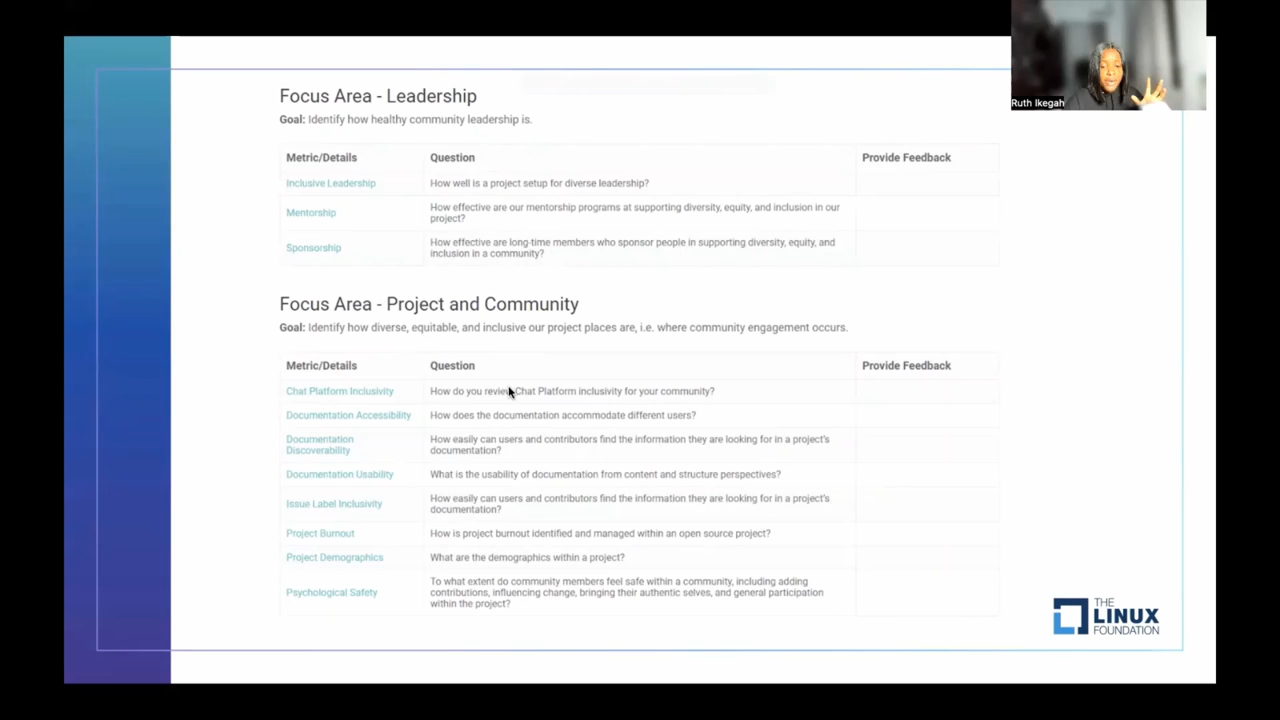 Ruth Ikegah
Focus Area - Leadership
Goal: Identify how healthy community leadership is.
Metric/Details Question Provide Feedback
Inclusive Leadership How well is a project setup for diverse leadership?
Mentorship How effective are our mentorship programs at supporting diversity, equity, and inclusion in our
project?
Sponsorship How effective are long-time members who sponsor people in supporting diversity, equity, and
inclusion in a community?
Focus Area - Project and Community
Goal: Identify how diverse, equitable, and inclusive our project places are, i.e. where community engagement occurs.
Metric/Details Question Provide Feedback
Chat Platform Inclusivity How do you review Chat Platform inclusivity for your community?
Documentation Accessibility How does the documentation accommodate different users?
Documentation
Discoverability
How easily can users and contributors find the information they are looking for in a project's
documentation?
Documentation Usability What is the usability of documentation from content and structure perspectives?
Issue Label Inclusivity How easily can users and contributors find the information they are looking for in a project's
documentation?
Project Burnout How is project burnout identified and managed within an open source project?
Project Demographics What are the demographics within a project?
Psychological Safety To what extent do community members feel safe within a community, including adding
contributions, influencing change, bringing their authentic selves, and general participation
within the project?
THE
LINUX
FOUNDATION